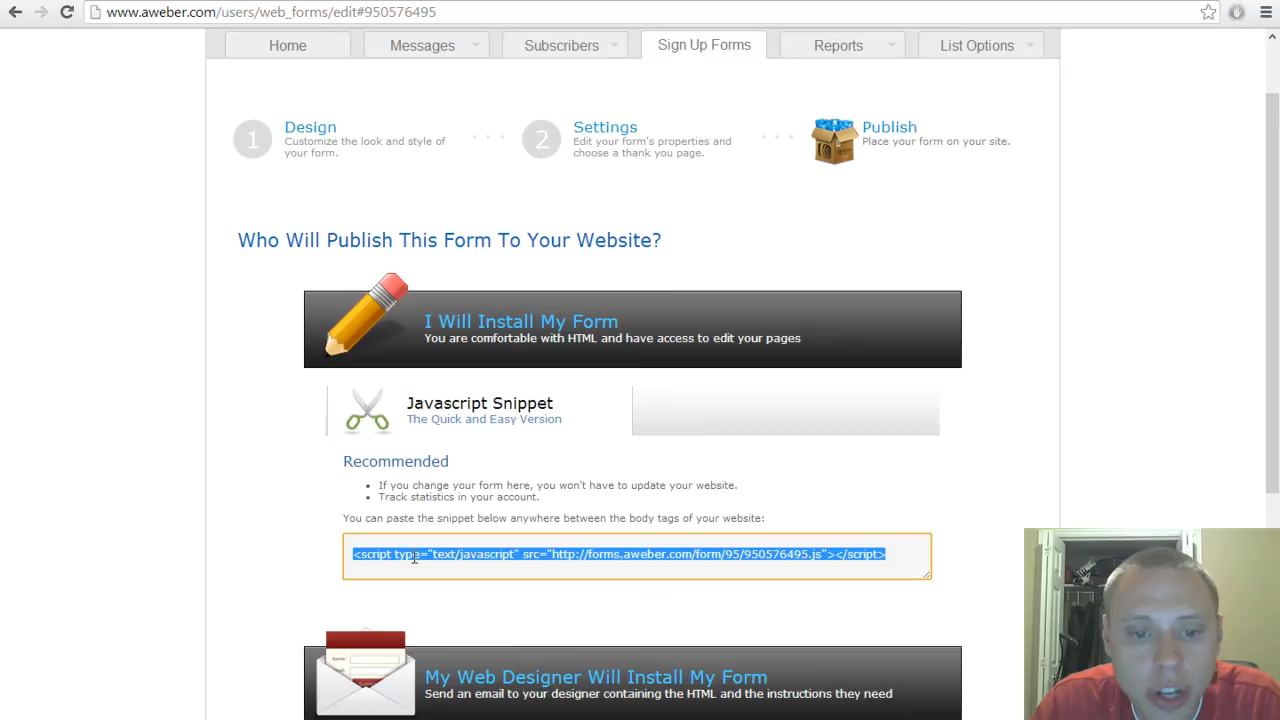 www.aweber.com/users/web_forms/edit#950576495
Home Messages Subscribers Sign Up Forms Reports List Options
1 Design
Customize the look and style of
your form.
2 Settings
Edit your form's properties and
choose a thank you page.
Publish
Place your form on your site.
Who Will Publish This Form To Your Website?
I Will Install My Form
You are comfortable with HTML and have access to edit your pages
Javascript Snippet
The Quick and Easy Version
Recommended
If you change your form here, you won't have to update your website.
Track statistics in your account.
You can paste the snippet below anywhere between the body tags of your website:
<script type="text/javascript" src="http://forms.aweber.com/form/95/950576495.js"></script>
My Web Designer Will Install My Form
Send an email to your designer containing the HTML and the instructions they need